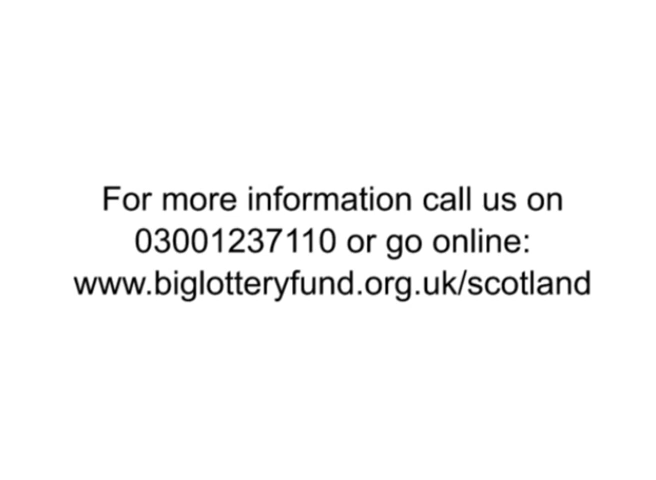 For more information call us on
03001237110 or go online:
www.biglotteryfund.org.uk/scotland